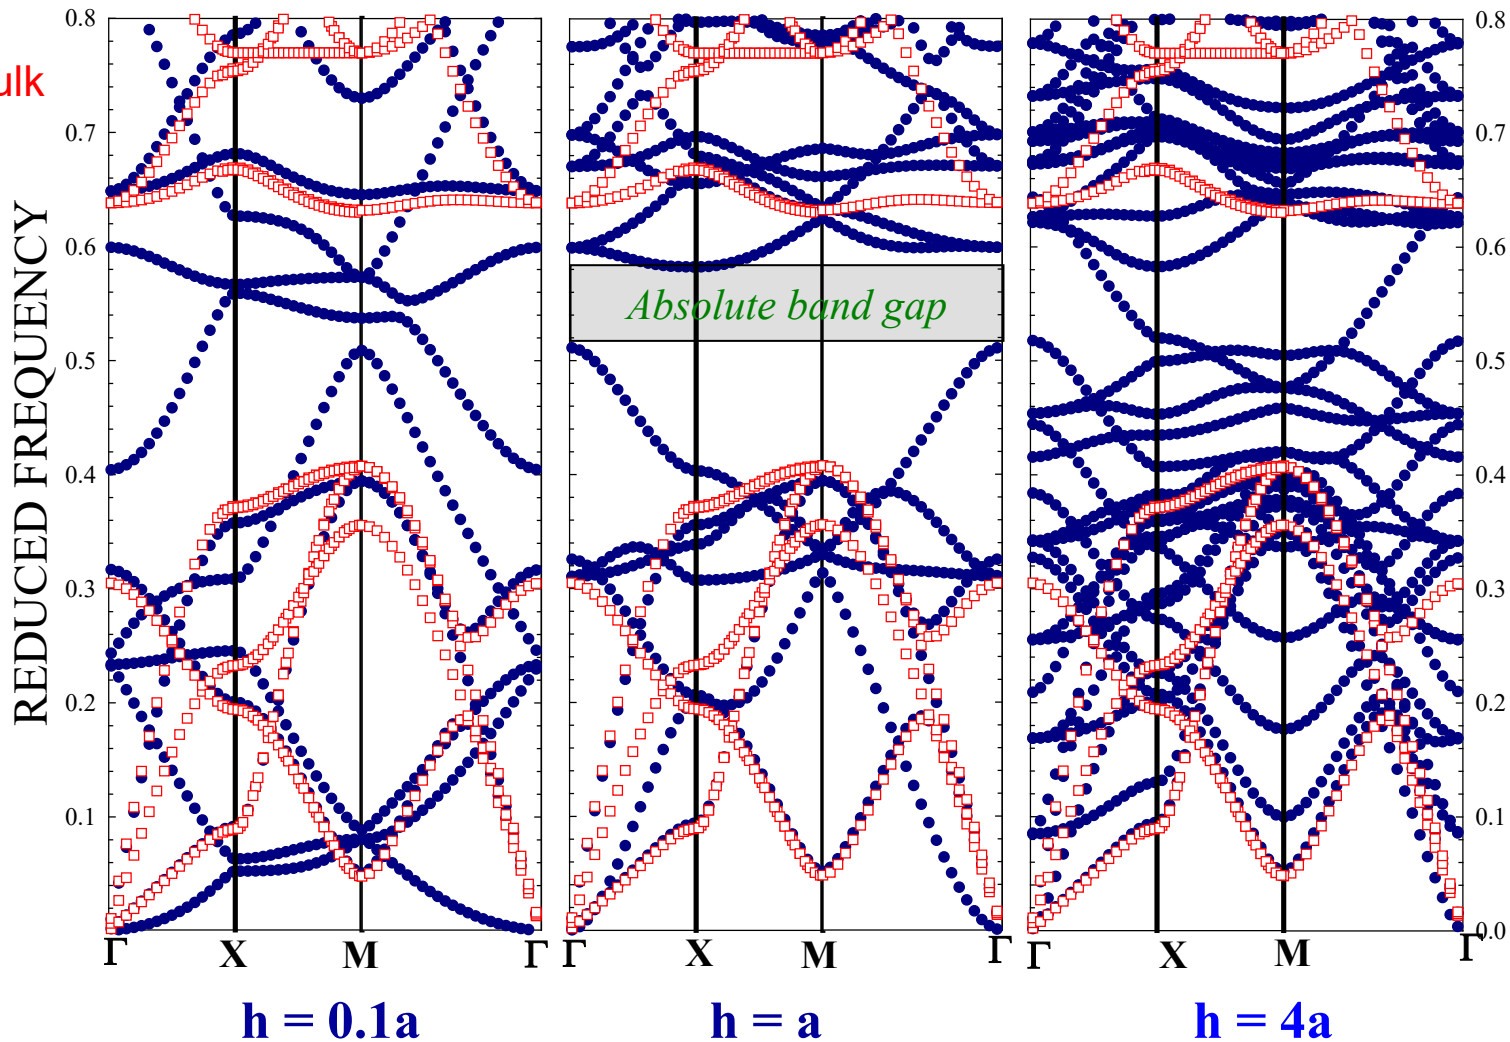 ulk
REDUCED FREQUENCY
0.8
0.7
0.6
0.5
0.4
0.3
0.2
0.1
Absolute band gap
0.8
0.7
0.6
0.5
0.4
0.3
0.2
0.1
0.0
Γ X M Γ
Γ X M Γ
Γ X M Γ
h = 0.1a
h = a
h = 4a